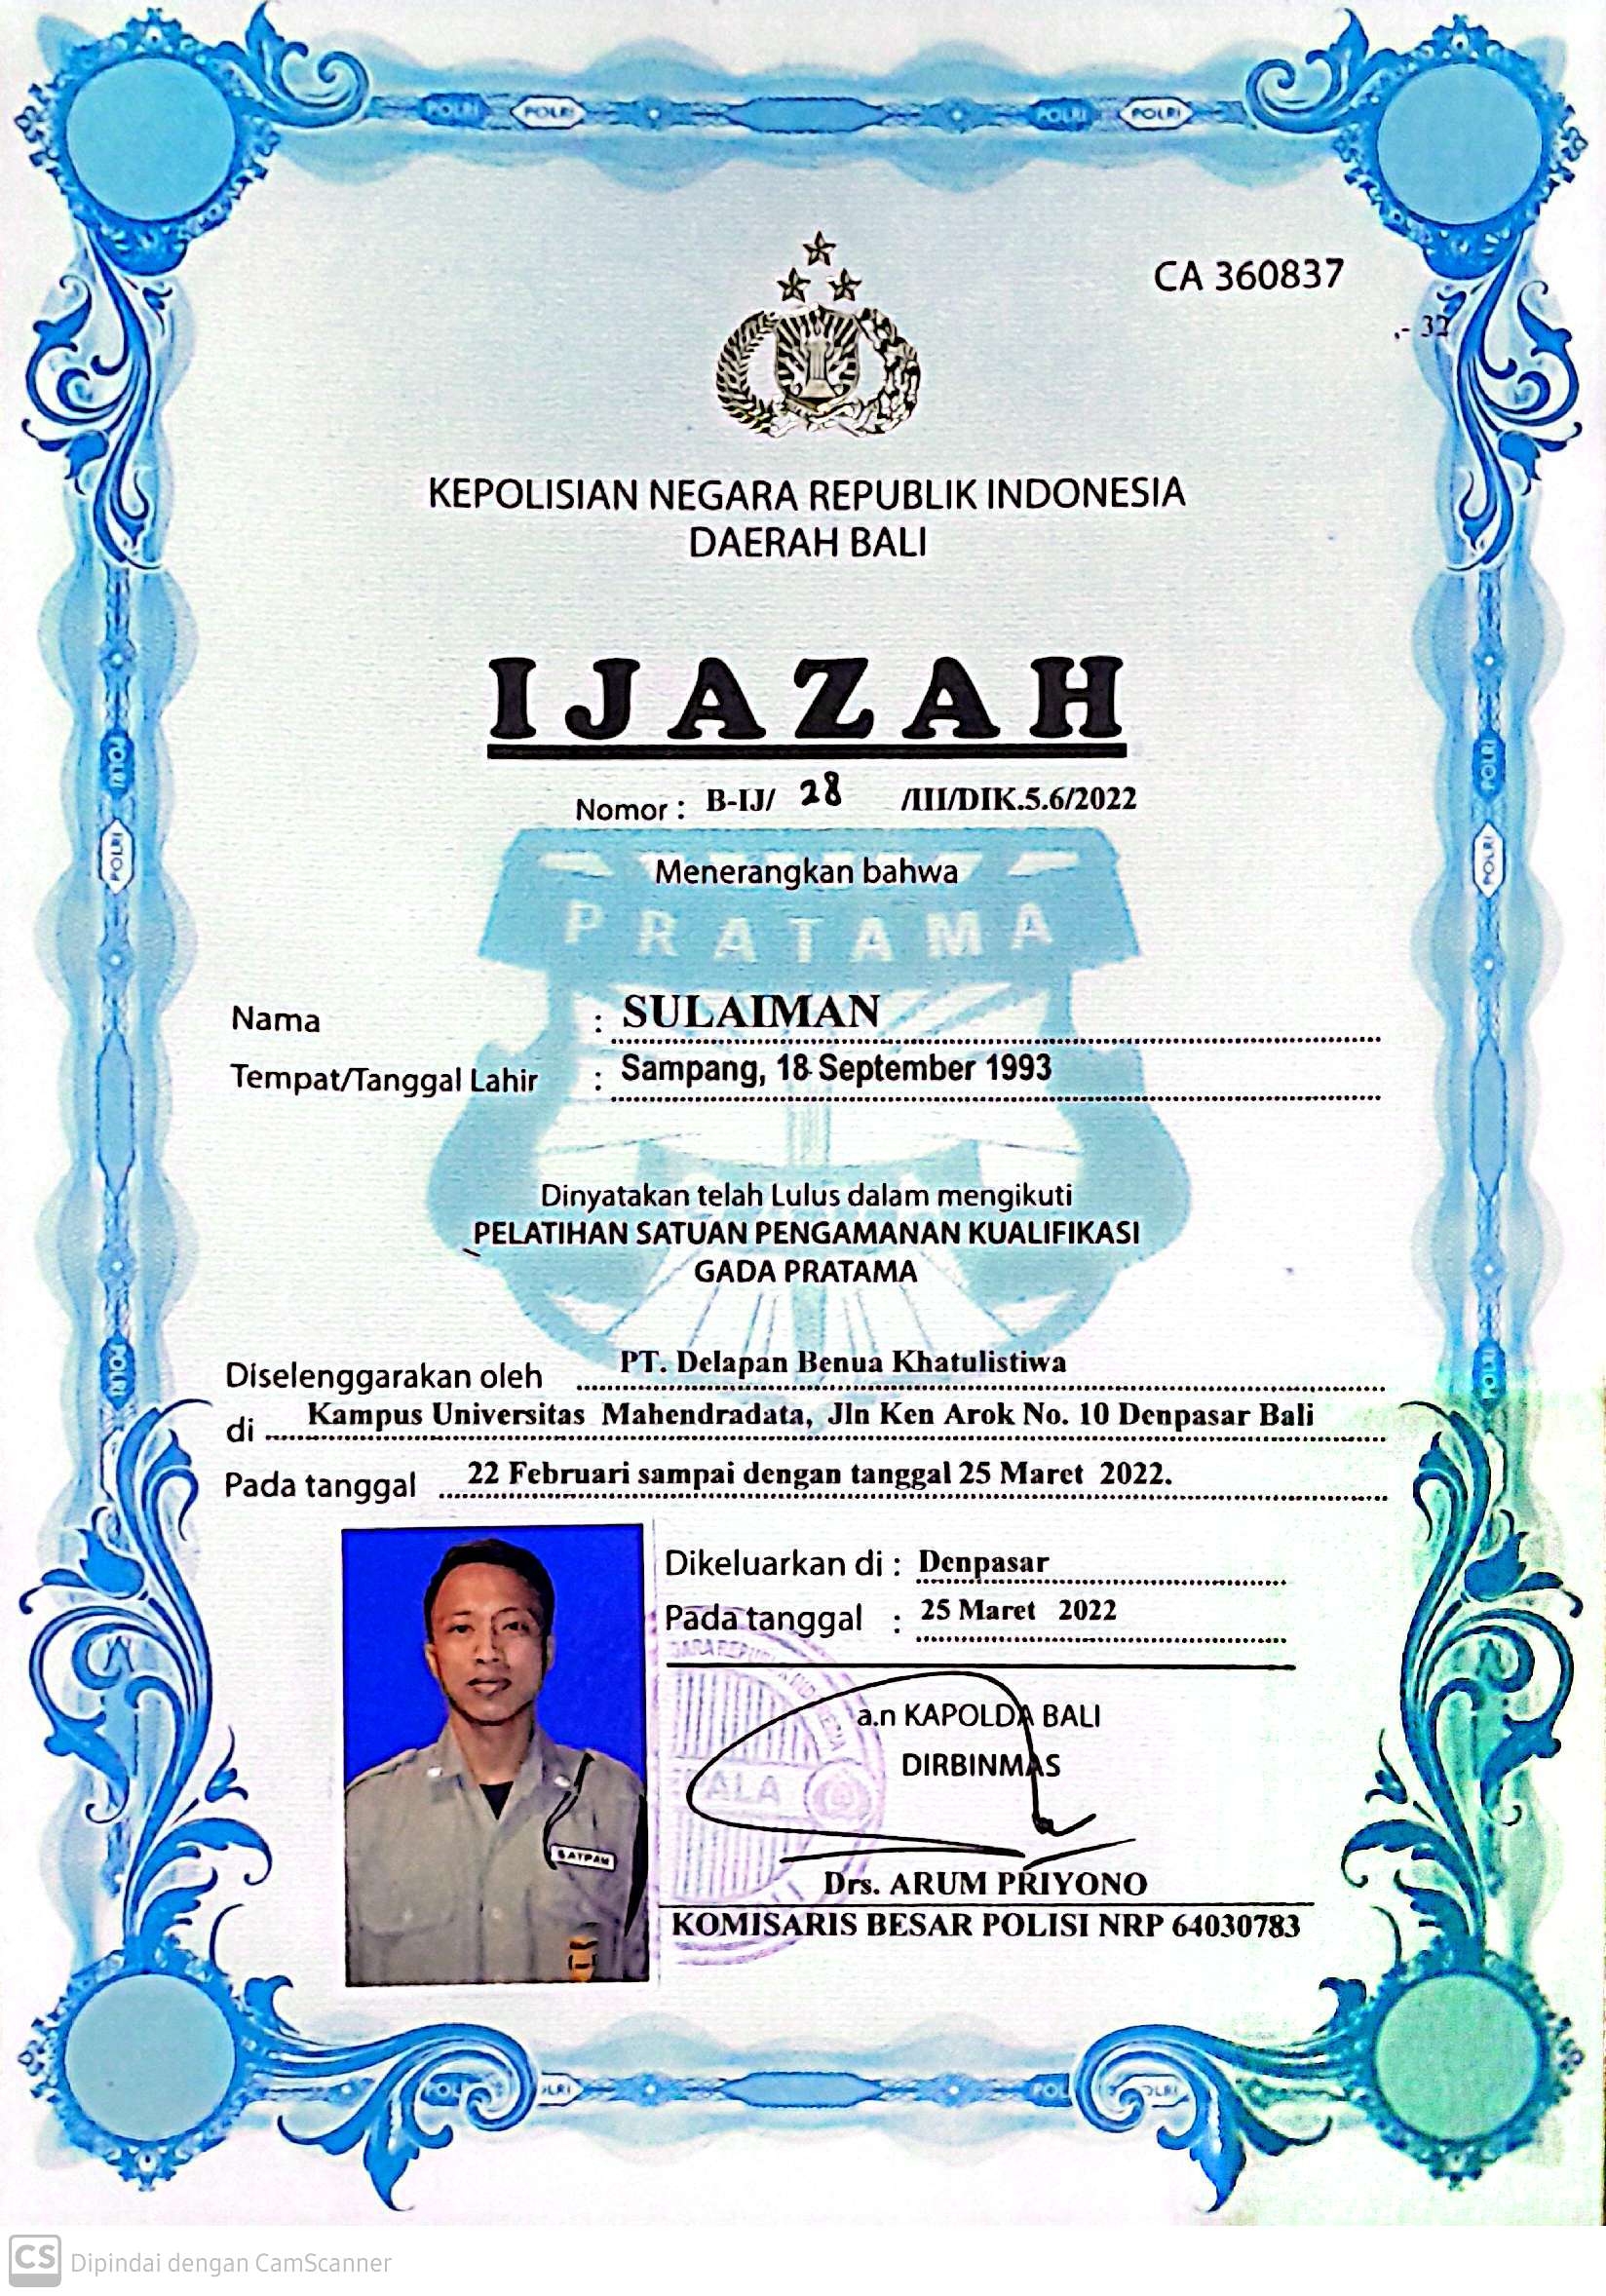 POLRI POLRI POLRI POLRI
CA 360837
.- 32
KEPOLISIAN NEGARA REPUBLIK INDONESIA
DAERAH BALI
IJAZAH
Nomor : B-IJ/ 28 /III/DIK.5.6/2022
Menerangkan bahwa
PRATAMA
Nama : SULAIMAN
Tempat/Tanggal Lahir : Sampang, 18 September 1993
Dinyatakan telah Lulus dalam mengikuti
PELATIHAN SATUAN PENGAMANAN KUALIFIKASI
GADA PRATAMA
Diselenggarakan oleh PT. Delapan Benua Khatulistiwa
di Kampus Universitas Mahendradata, Jln Ken Arok No. 10 Denpasar Bali
Pada tanggal 22 Februari sampai dengan tanggal 25 Maret 2022.
Dikeluarkan di : Denpasar
Pada tanggal : 25 Maret 2022
a.n KAPOLDA BALI
DIRBINMAS
SATPAM
Drs. ARUM PRIYONO
KOMISARIS BESAR POLISI NRP 64030783
CS Dipindai dengan CamScanner